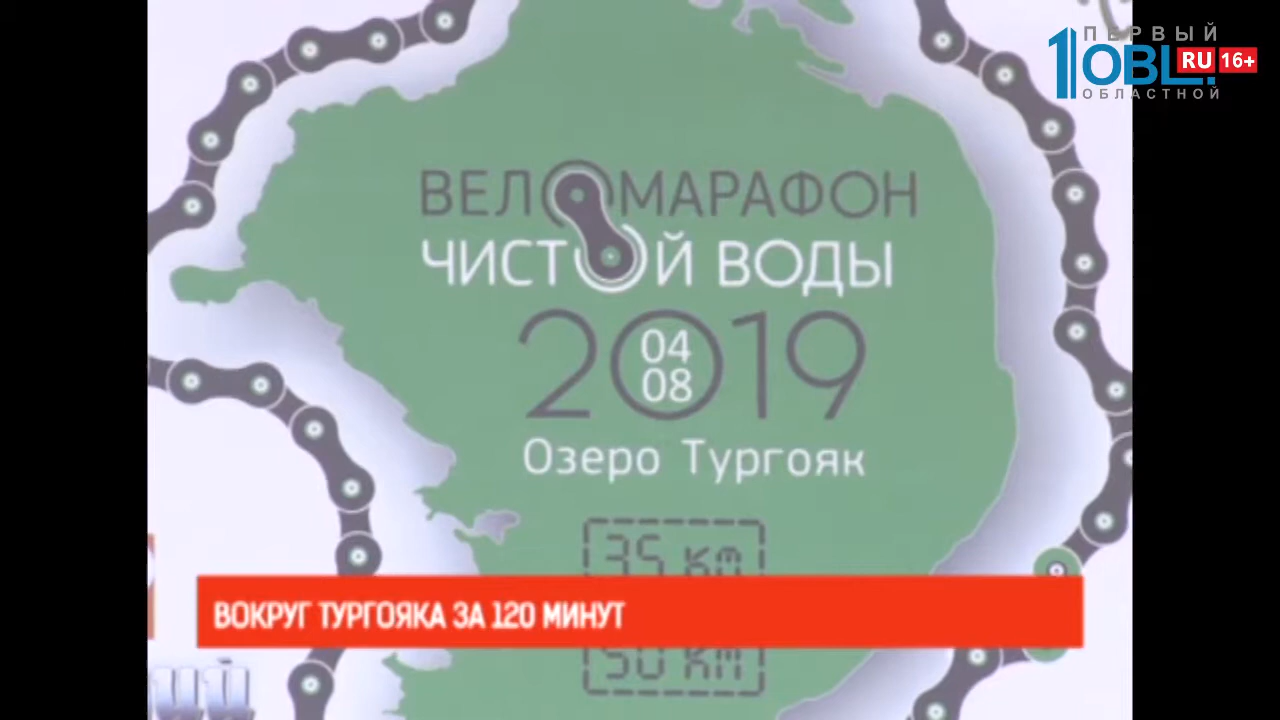 ПЕРВЫЙ
1OBL.
RU 16+
ОБЛАСТНОЙ
ВЕЛОМАРАФОН
ЧИСТОЙ ВОДЫ
2019
04
08
Озеро Тургояк
35 км
ВОКРУГ ТУРГОЯКА ЗА 120 МИНУТ
50 км